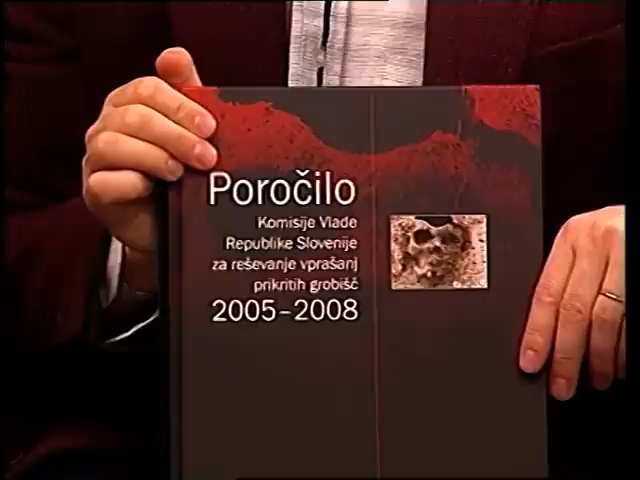 Poročilo
Komisije Vlade
Republike Slovenije
za reševanje vprašanj
prikritih grobišč
2005–2008